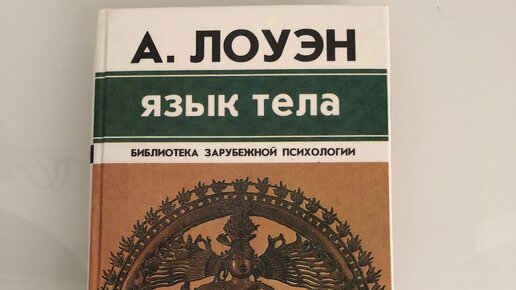 А. ЛОУЭН
ЯЗЫК ТЕЛА
БИБЛИОТЕКА ЗАРУБЕЖНОЙ ПСИХОЛОГИИ